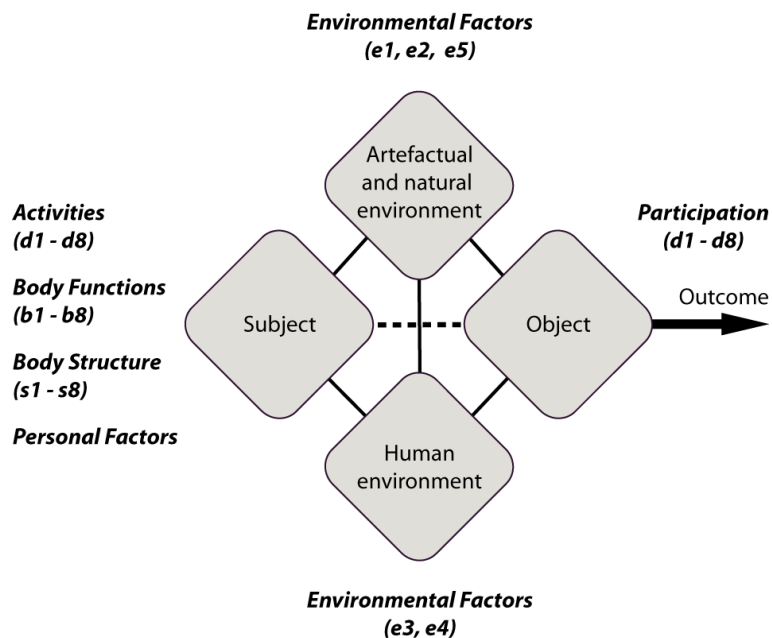 Environmental Factors
(e1, e2, e5)
Artefactual
and natural
environment
Activities
(d1 - d8)
Body Functions
(b1 - b8)
Body Structure
(s1 - s8)
Personal Factors
Subject
Object
Participation
(d1 - d8)
Outcome
Human
environment
Environmental Factors
(e3, e4)